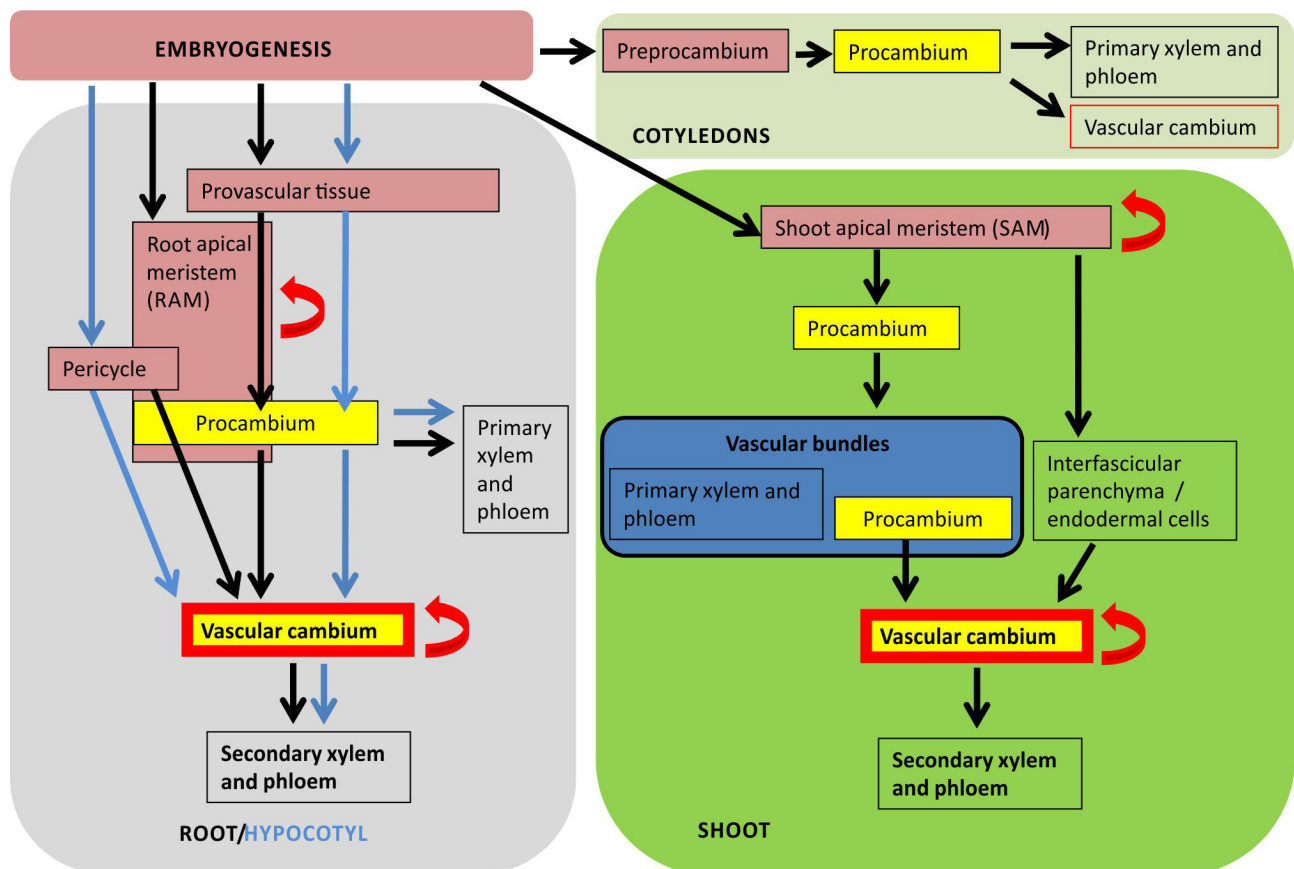 EMBRYOGENESIS
Preprocambium
Procambium
Primary xylem and
phloem
Vascular cambium
COTYLEDONS
Provascular tissue
Root apical
meristem
(RAM)
Pericycle
Procambium
Primary
xylem
and
phloem
Vascular cambium
Secondary xylem
and phloem
ROOT/HYPOCOTYL
Shoot apical meristem (SAM)
Procambium
Vascular bundles
Primary xylem and
phloem
Procambium
Interfascicular
parenchyma /
endodermal cells
Vascular cambium
Secondary xylem
and phloem
SHOOT